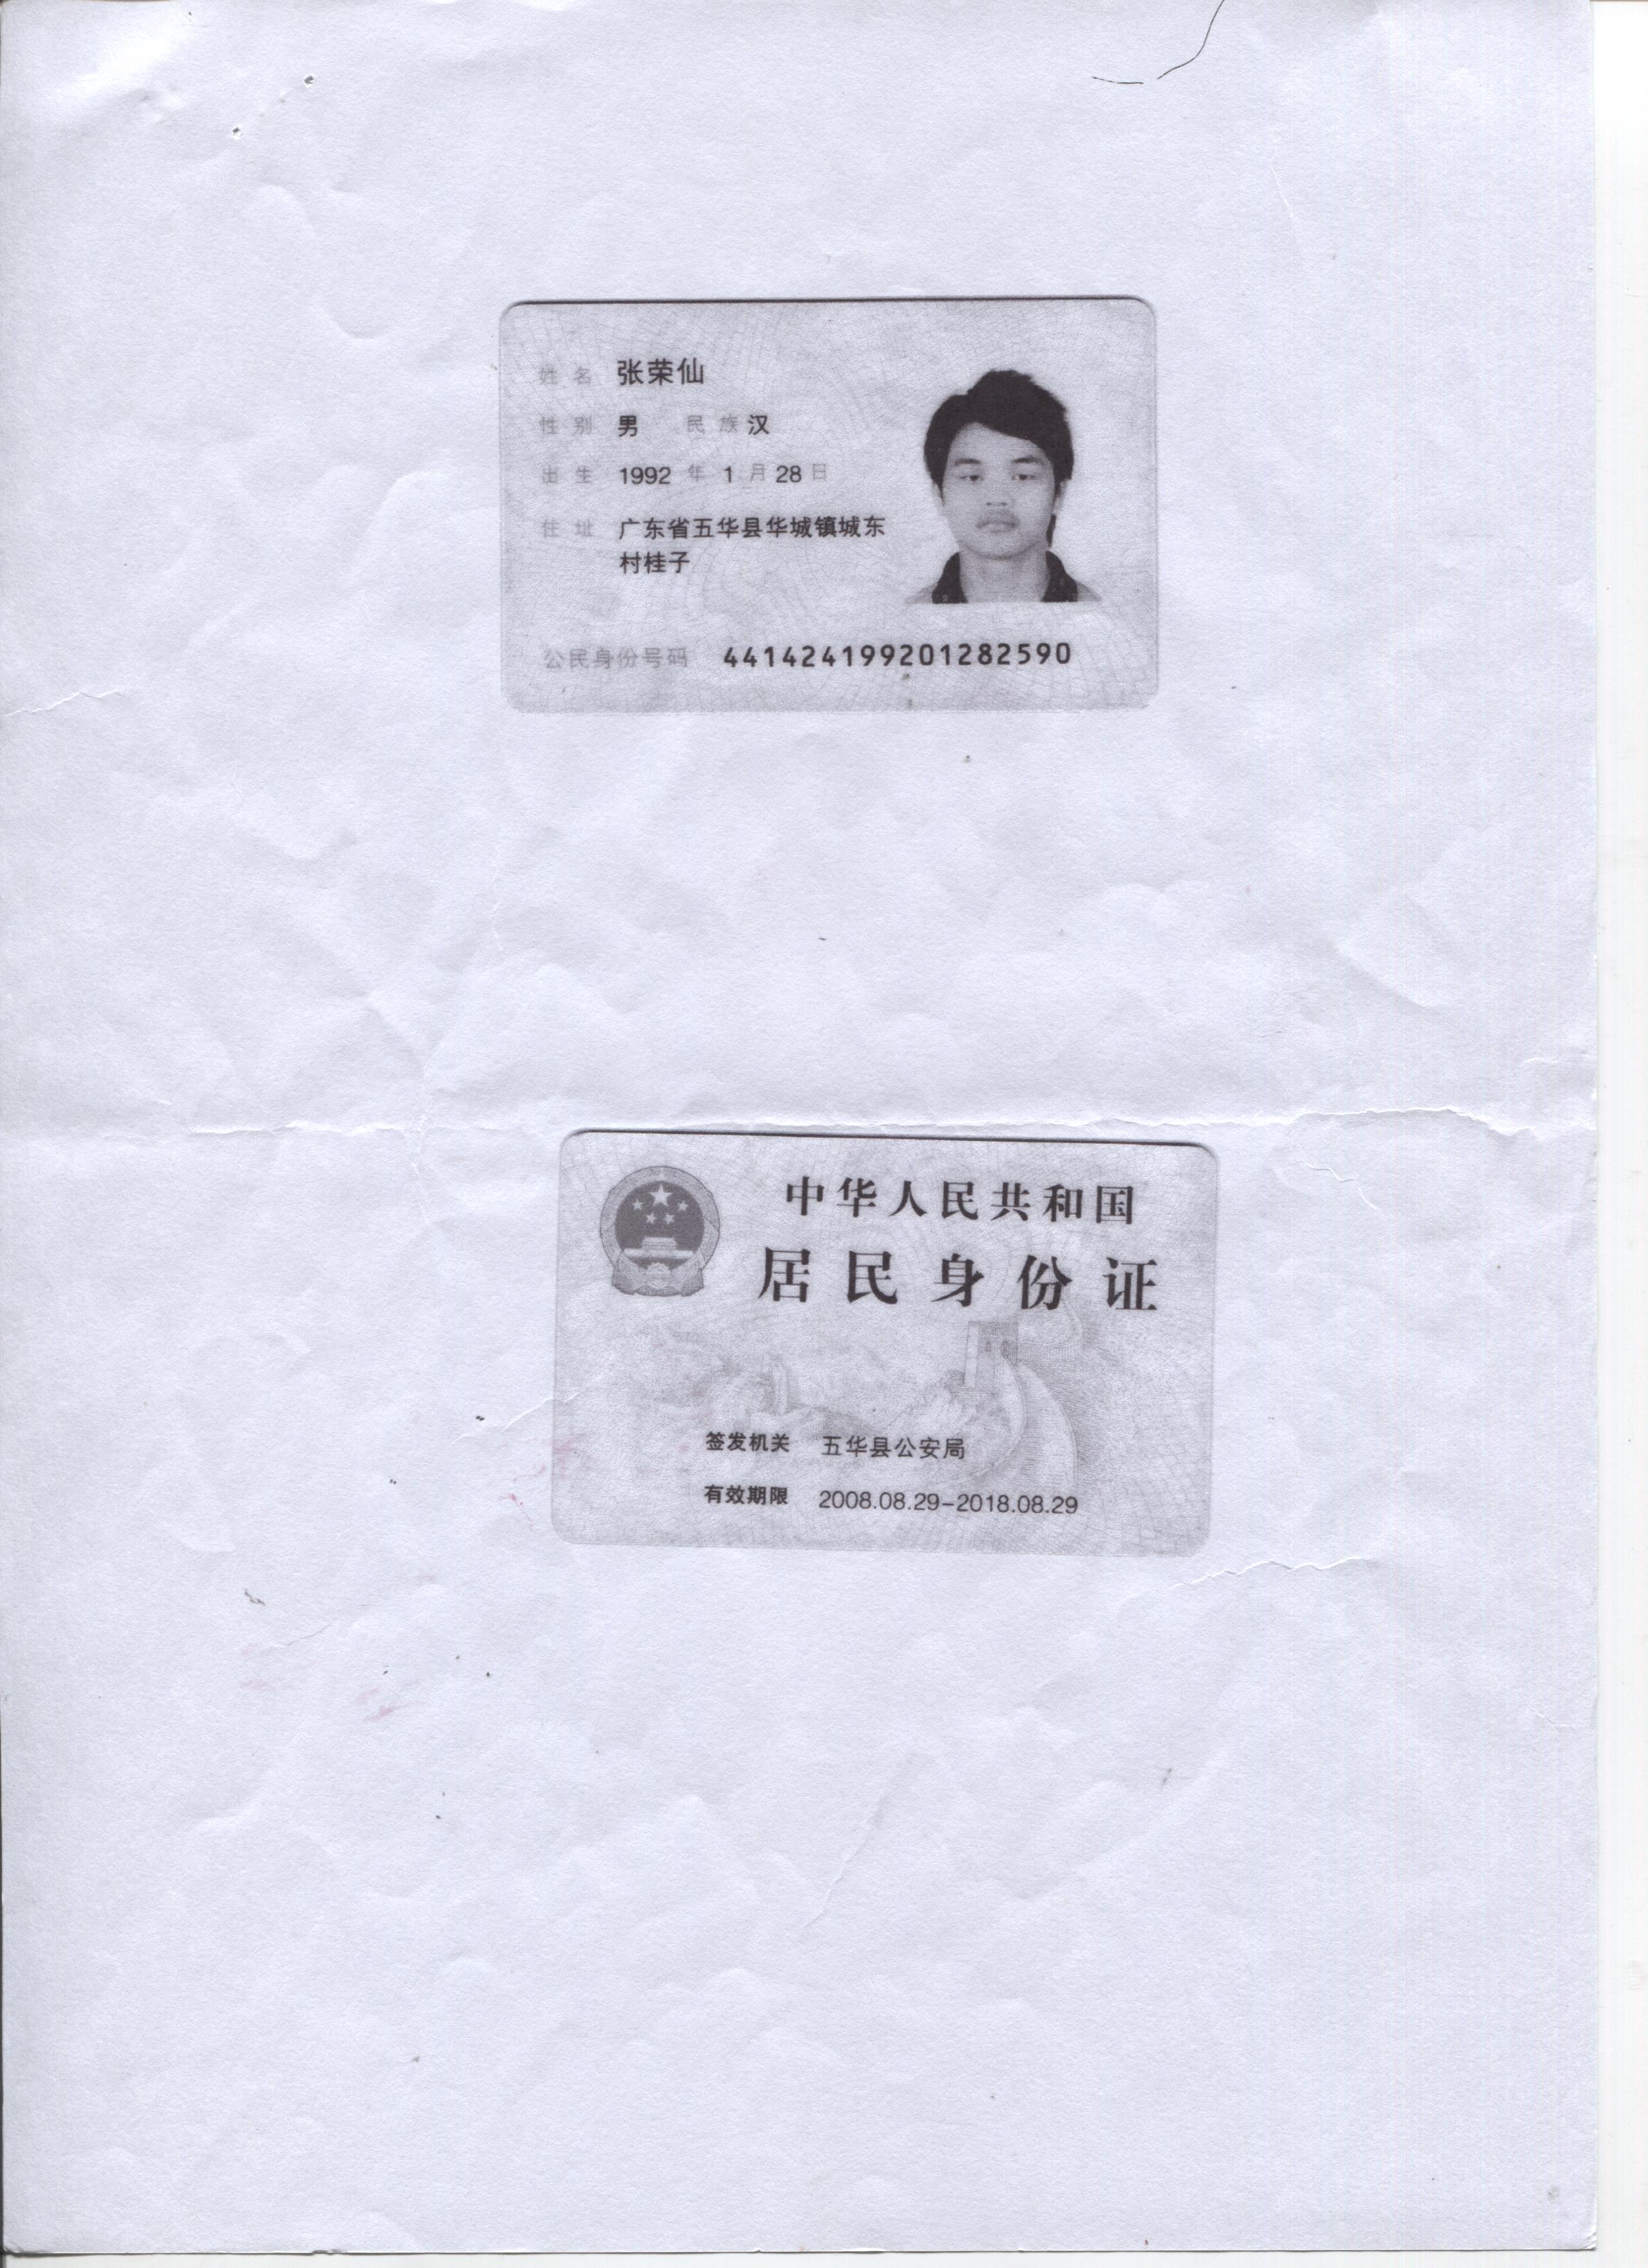 姓名 张荣仙
性别 男 民族 汉
出生 1992 年 1 月 28 日
住址 广东省五华县华城镇城东
村桂子
公民身份号码 441424199201282590
中华人民共和国
居民身份证
签发机关 五华县公安局
有效期限 2008.08.29-2018.08.29